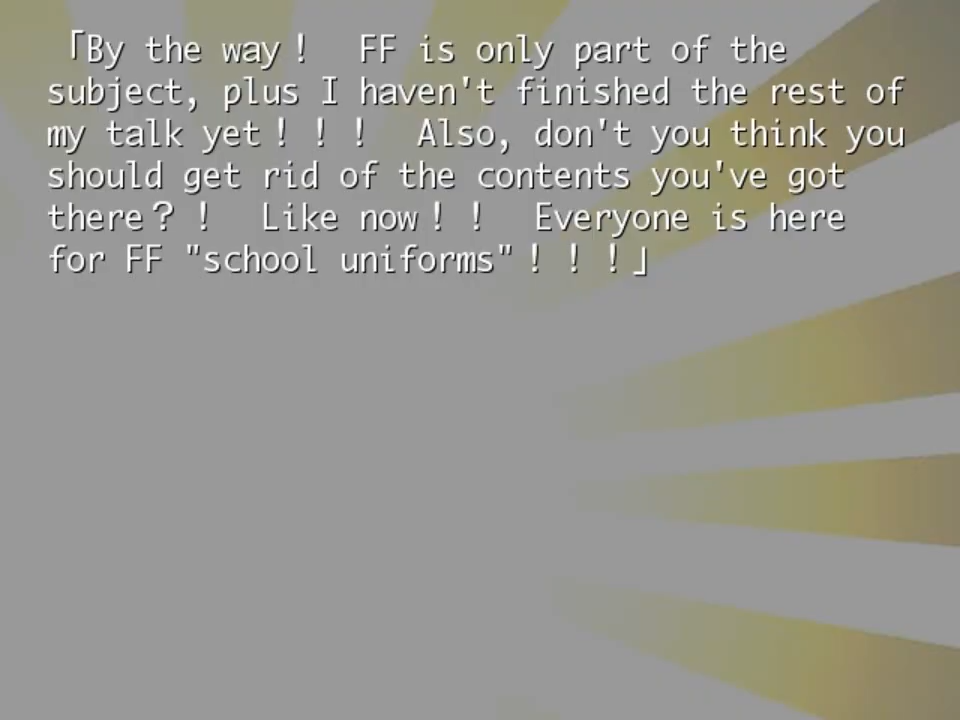 「By the way！　FF is only part of the
subject, plus I haven't finished the rest of
my talk yet！！！　Also, don't you think you
should get rid of the contents you've got
there？！　Like now！！　Everyone is here
for FF "school uniforms"！！！」